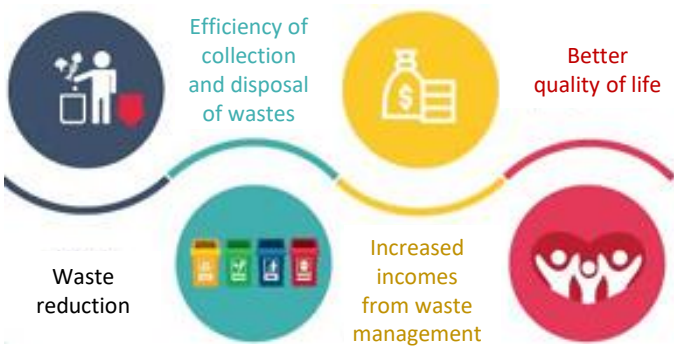 Waste
reduction
Efficiency of
collection
and disposal
of wastes
Increased
incomes
from waste
management
Better
quality of life
$